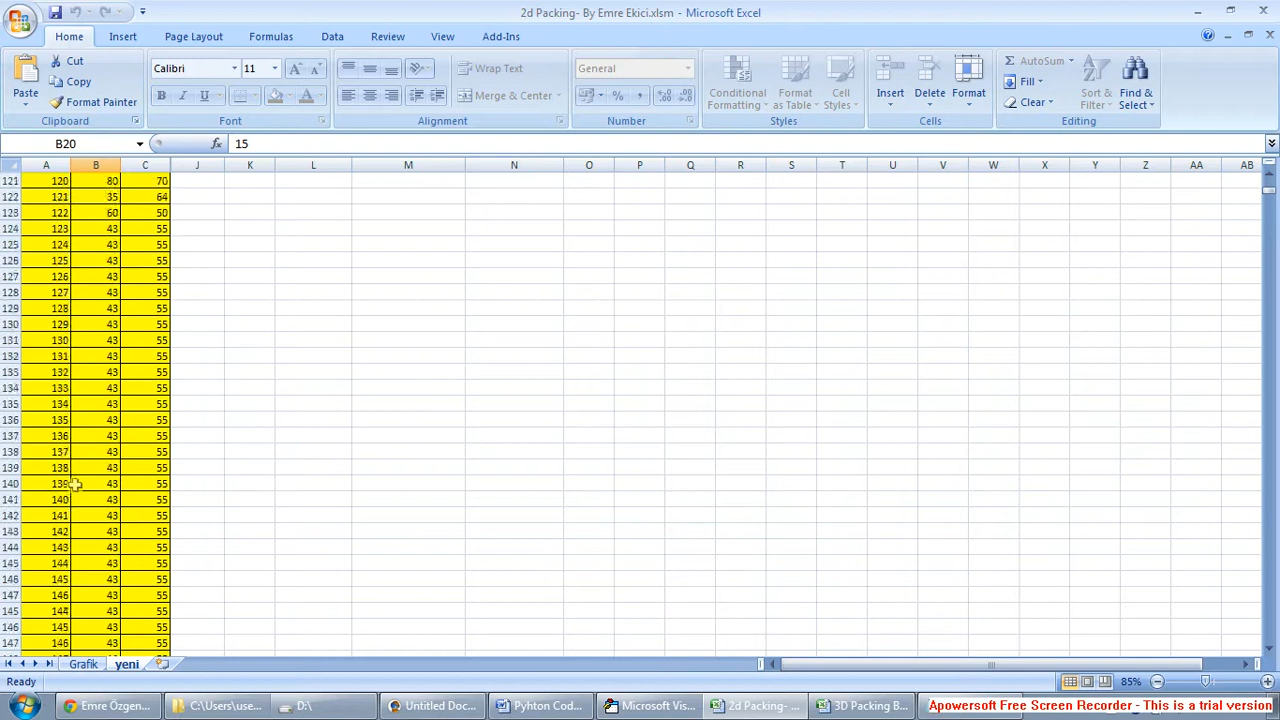 2d Packing- By Emre Ekici.xlsm - Microsoft Excel
Home Insert Page Layout Formulas Data Review View Add-Ins
Cut
Copy
Format Painter
Paste
Clipboard
Calibri 11
B I U A A A
Font
Wrap Text
Merge & Center
Alignment
General
% , .0 .00 .00 .0
Number
Conditional Formatting
Format as Table
Cell Styles
Styles
Insert Delete Format
Cells
Σ AutoSum
Fill
Clear
Sort & Filter
Find & Select
Editing
B20 fx 15
A B C J K L M N O P Q R S T U V W X Y Z AA AB
121 120 80 70
122 121 35 64
123 122 60 50
124 123 43 55
125 124 43 55
126 125 43 55
127 126 43 55
128 127 43 55
129 128 43 55
130 129 43 55
131 130 43 55
132 131 43 55
133 132 43 55
134 133 43 55
135 134 43 55
136 135 43 55
137 136 43 55
138 137 43 55
139 138 43 55
140 139 43 55
141 140 43 55
142 141 43 55
143 142 43 55
144 143 43 55
145 144 43 55
146 145 43 55
147 146 43 55
145 144 43 55
146 145 43 55
147 146 43 55
Grafik yeni
Ready 85%
Emre Özgen... C:\Users\use... D:\ Untitled Doc... Pyhton Cod... Microsoft Vis... 2d Packing- ... 3D Packing B...
Apowersoft Free Screen Recorder - This is a trial version